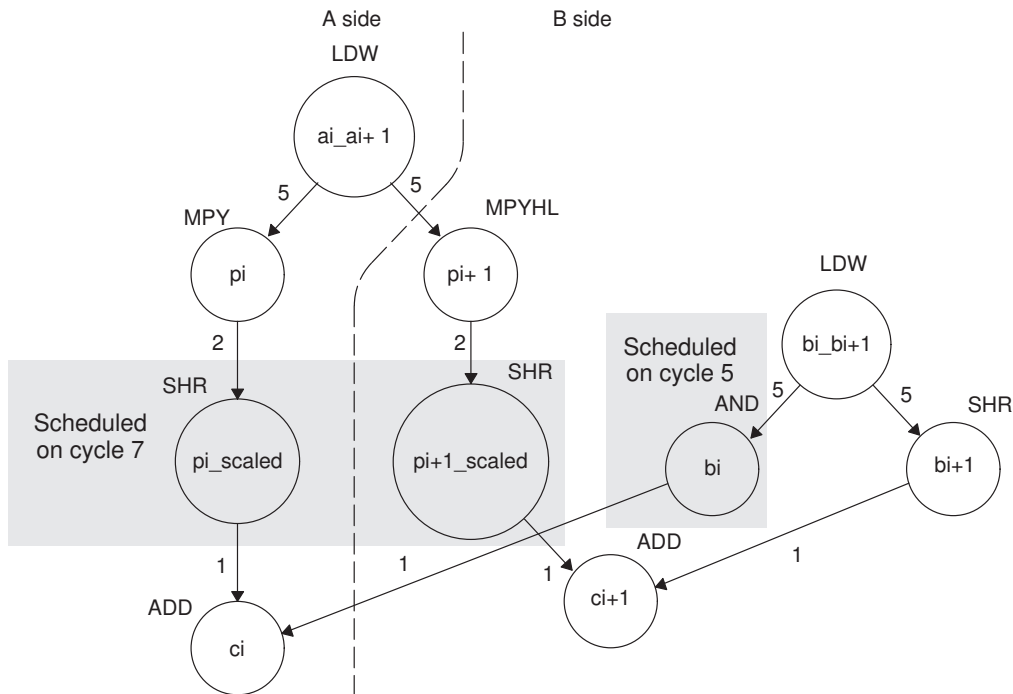 A side
B side
LDW
ai_ai+ 1
5
5
MPY
MPYHL
pi
pi+ 1
LDW
bi_bi+1
2
2
Scheduled
on cycle 5
5
5
SHR
SHR
AND
SHR
Scheduled
on cycle 7
pi_scaled
pi+1_scaled
bi
bi+1
1
1
1
1
ADD
ADD
ci+1
ci